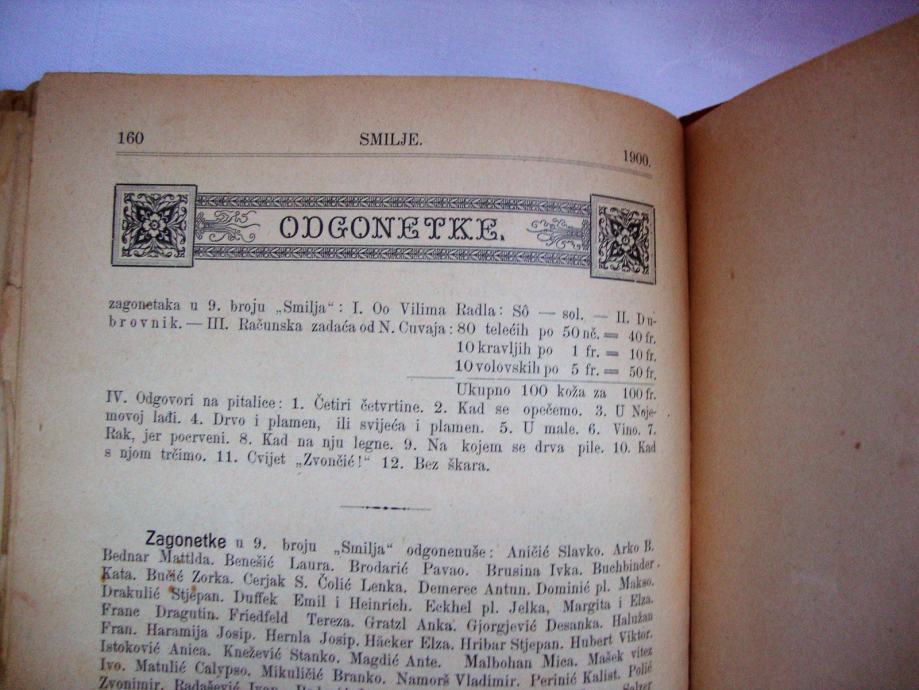 160
SMILJE.
1900.
ODGONETKE.
zagonetaka u 9. broju „Smilja“: I. Oo Vilima Radla: Sô — sol. — II. Du-
brovnik. — III. Računska zadaća od N. Cuvaja: 80 telećih po 50 nč. = 40 fr.
10 kravljih po 1 fr. = 10 fr.
10 volovskih po 5 fr. = 50 fr.
Ukupno 100 koža za 100 fr.
IV. Odgovori na pitalice: 1. Četiri četvrtine. 2. Kad se opečemo. 3. U Noje-
movoj lađi. 4. Drvo i plamen, ili svijeća i plamen. 5. U male. 6. Vino. 7.
Rak, jer pocrveni. 8. Kad na nju legne. 9. Na kojem se drva pile. 10. Kad
s njom trčimo. 11. Cvijet „Zvončić!“ 12. Bez škara.
Zagonetke u 9. broju „Smilja“ odgonenuše: Aničić Slavko. Arko B.
Bednar Mattlda. Benešić Laura. Brodarić Pavao. Brusina Ivka. Buchbinder
Kata. Bučić Zorka. Cerjak S. Čolić Lenka. Demerec Antun. Dominić pl. Makso.
Drakulić Stjepan. Duffek Emil i Heinrich. Eckhel pl. Jelka, Margita i Elza.
Franc Dragutin. Friedfeld Tereza. Gratzl Anka. Gjorgjević Desanka. Halužan
Fran. Haramija Josip. Hernla Josip. Häcker Elza. Hribar Stjepan. Hubert Viktor.
Istoković Anica. Knežević Stanko. Magdić Ante. Malbohan Mica. Mašek vitez
Ivo. Matulić Calypso. Mikuličić Branko. Namorš Vladimir. Perinić Kalist. Polić
Zvonimir. Radašević Ivan.